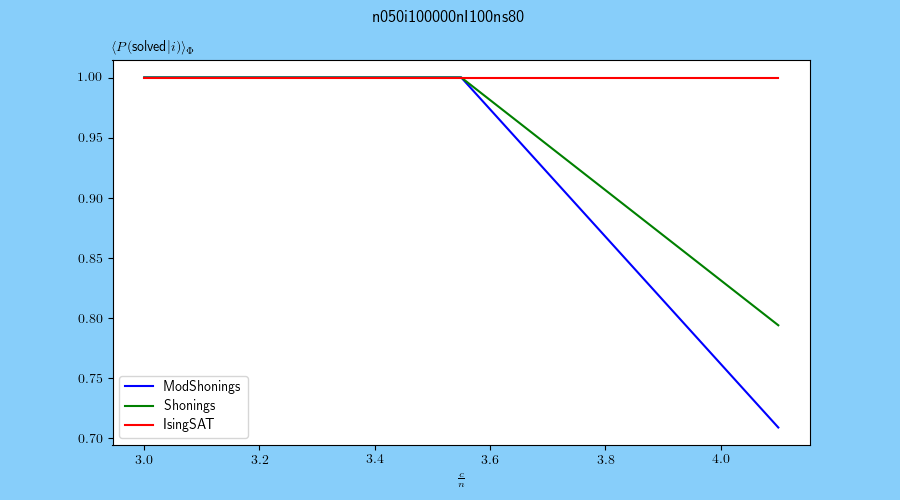 n050i100000nI100ns80
⟨P(solved|i)⟩Φ
1.00
0.95
0.90
0.85
0.80
0.75
0.70
ModShonings
Shonings
IsingSAT
3.0 3.2 3.4 3.6 3.8 4.0
c/n